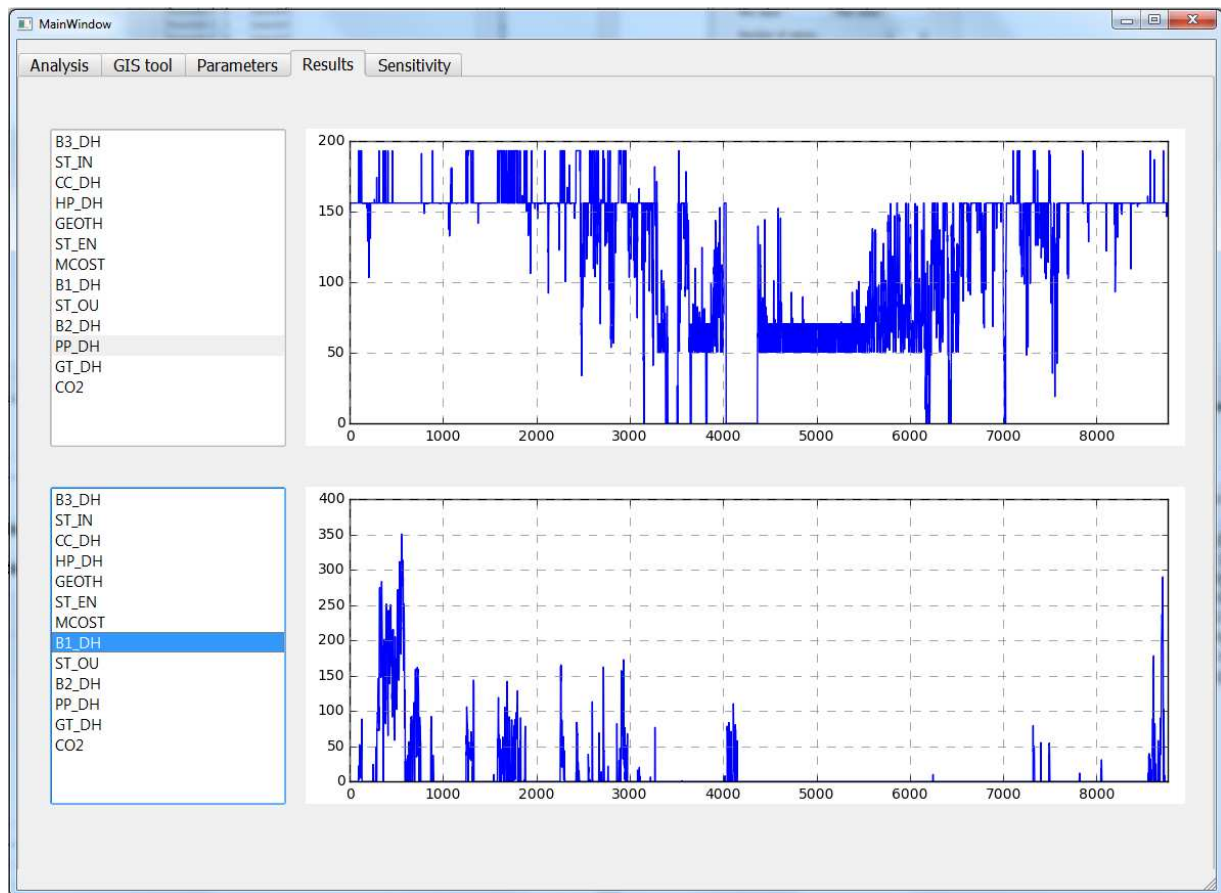 MainWindow
Analysis GIS tool Parameters Results Sensitivity
B3_DH
ST_IN
CC_DH
HP_DH
GEOTH
ST_EN
MCOST
B1_DH
ST_OU
B2_DH
PP_DH
GT_DH
CO2
200
150
100
50
0
0 1000 2000 3000 4000 5000 6000 7000 8000
B3_DH
ST_IN
CC_DH
HP_DH
GEOTH
ST_EN
MCOST
B1_DH
ST_OU
B2_DH
PP_DH
GT_DH
CO2
400
350
300
250
200
150
100
50
0
0 1000 2000 3000 4000 5000 6000 7000 8000